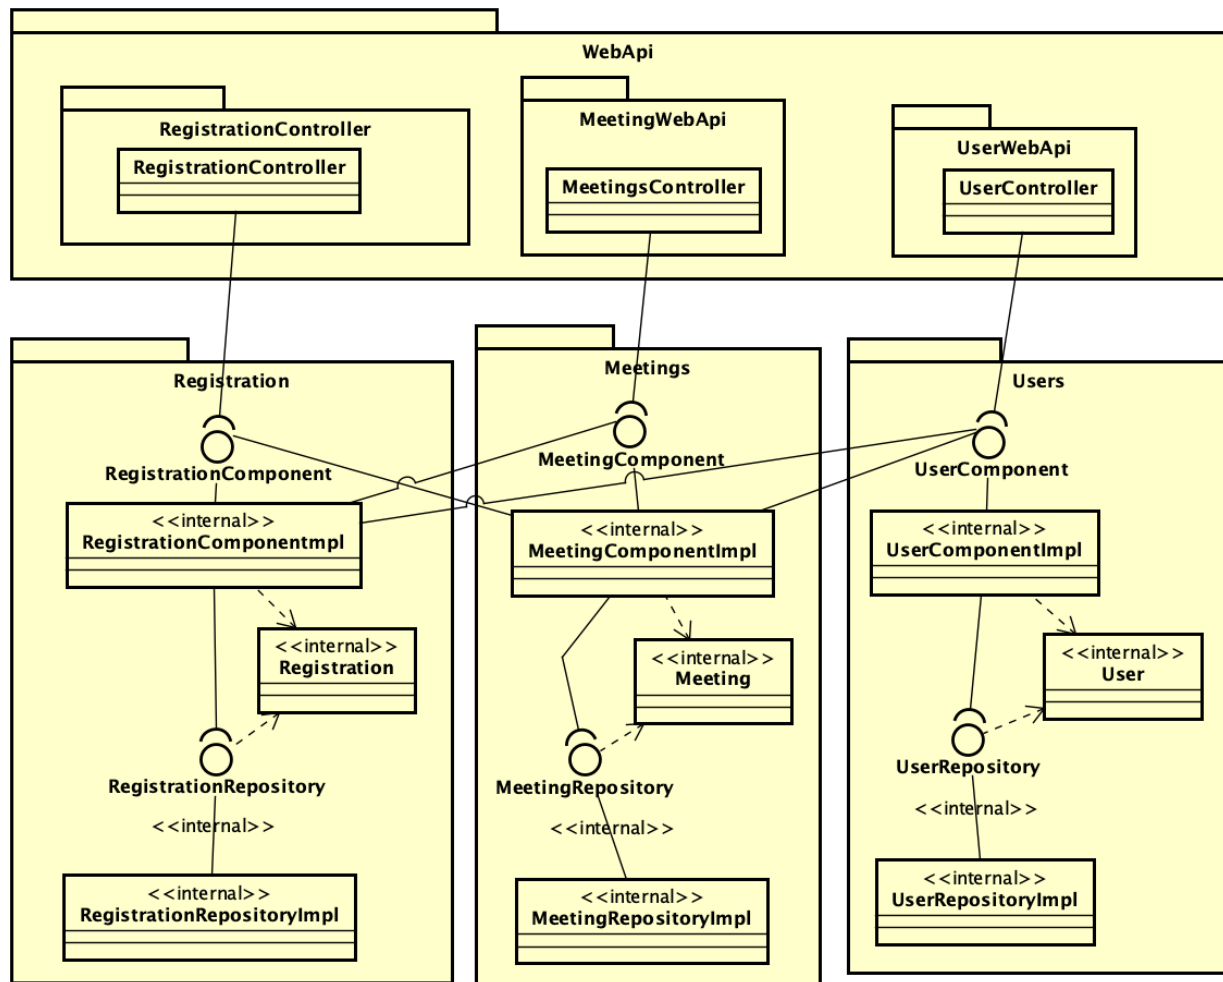 WebApi
RegistrationController
RegistrationController
MeetingWebApi
MeetingsController
UserWebApi
UserController
Registration
RegistrationComponent
<<internal>>
RegistrationComponentmpl
<<internal>>
Registration
RegistrationRepository
<<internal>>
<<internal>>
RegistrationRepositoryImpl
Meetings
MeetingComponent
<<internal>>
MeetingComponentImpl
<<internal>>
Meeting
MeetingRepository
<<internal>>
<<internal>>
MeetingRepositoryImpl
Users
UserComponent
<<internal>>
UserComponentImpl
<<internal>>
User
UserRepository
<<internal>>
<<internal>>
UserRepositoryImpl